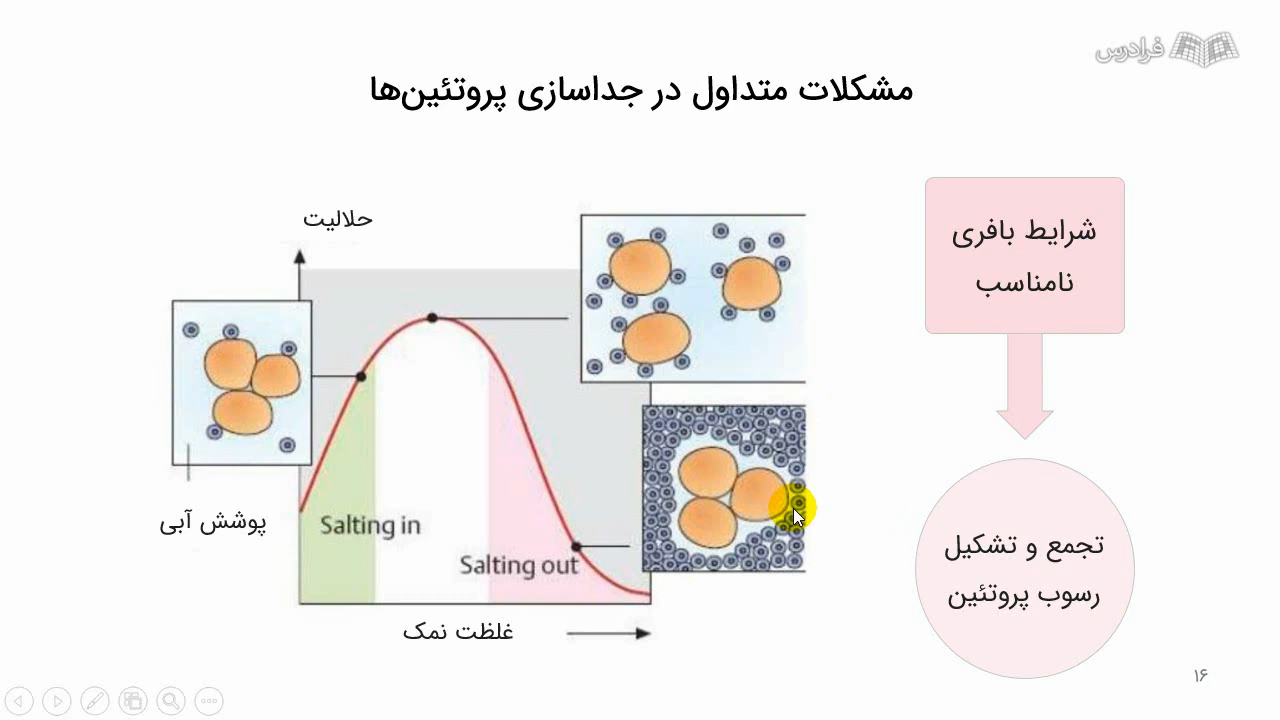 فرادرس
مشکلات متداول در جداسازی پروتئین‌ها
شرایط بافری
نامناسب
تجمع و تشکیل
رسوب پروتئین
حلالیت
پوشش آبی
Salting in
Salting out
غلظت نمک
۱۶